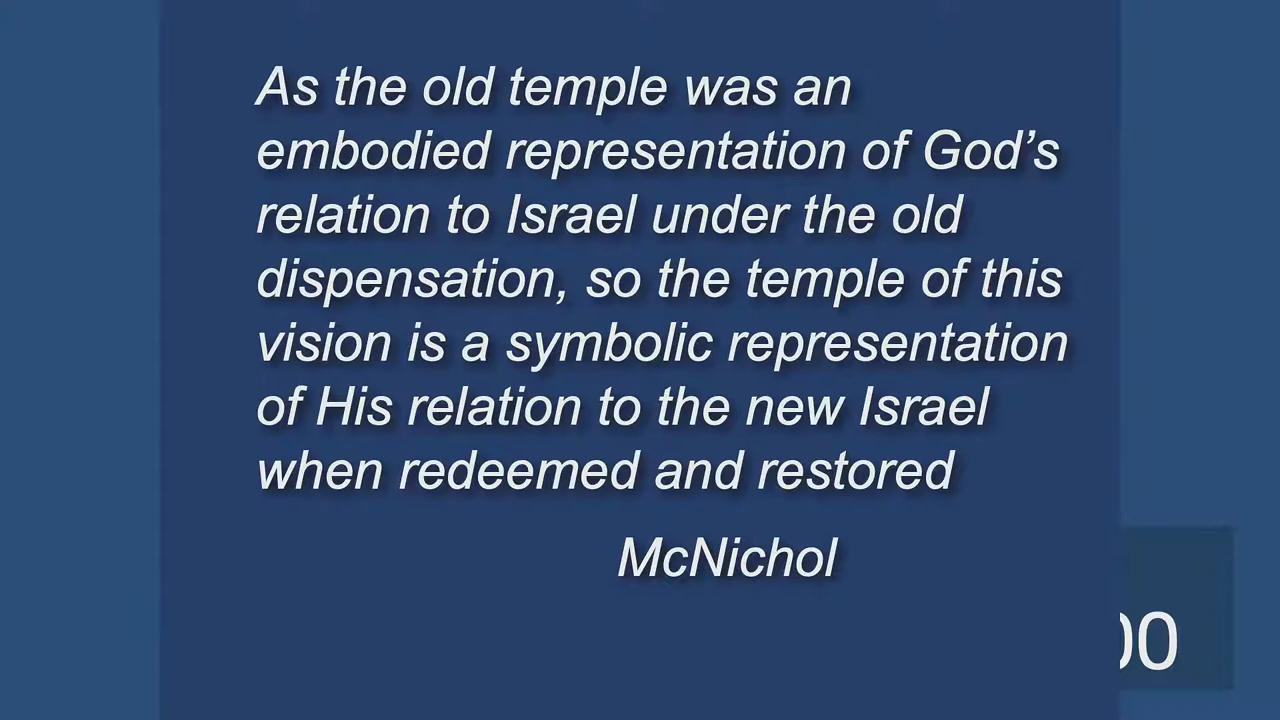 As the old temple was an
embodied representation of God’s
relation to Israel under the old
dispensation, so the temple of this
vision is a symbolic representation
of His relation to the new Israel
when redeemed and restored
McNichol
00